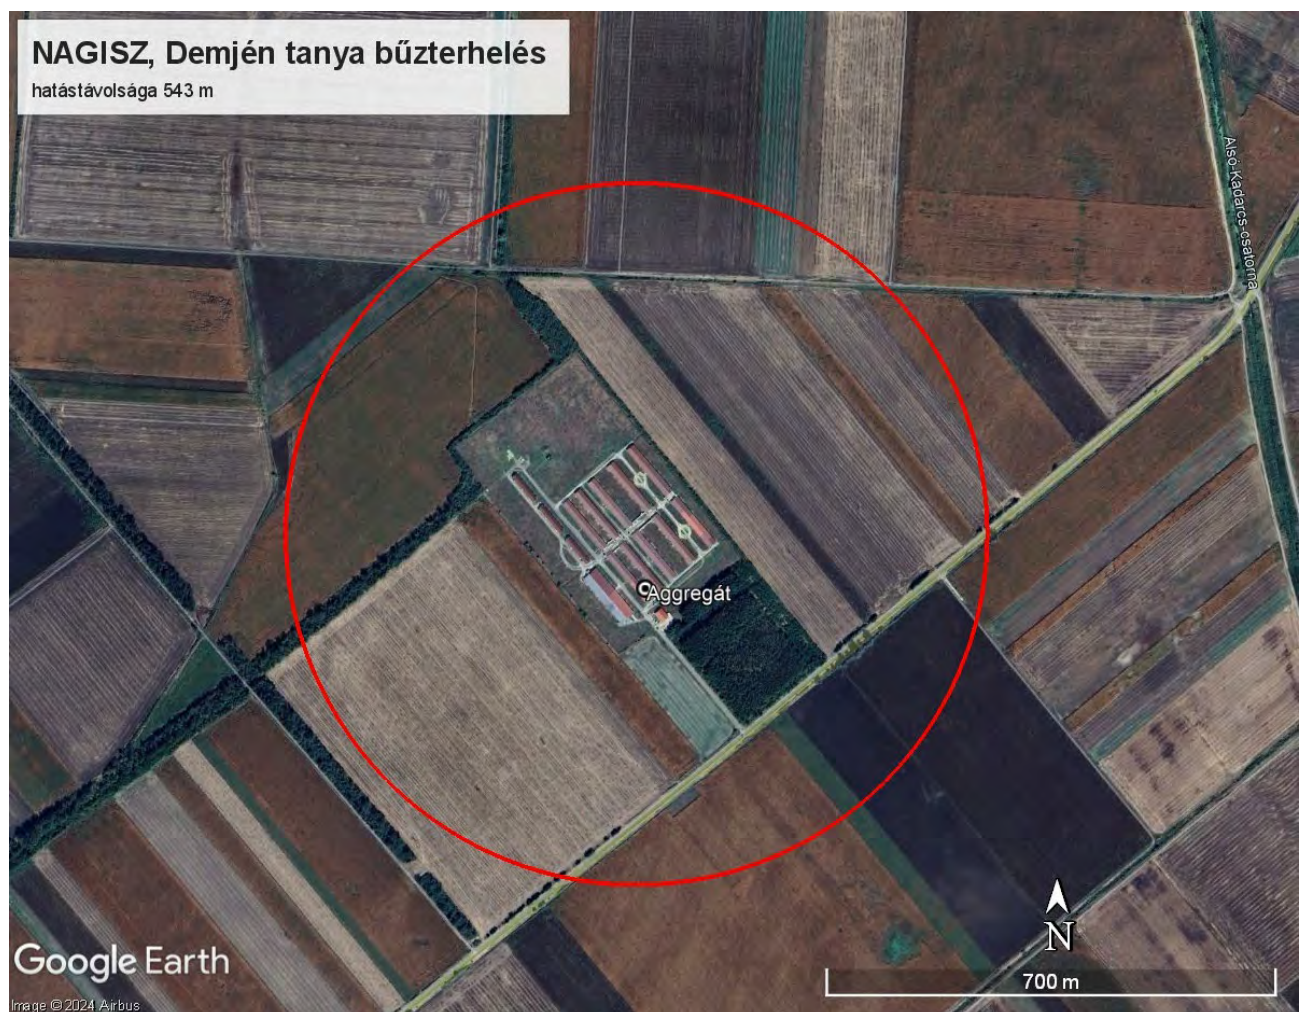 NAGISZ, Demjén tanya bűzterhelés
hatástávolsága 543 m
Alsó-Kadarcs-csatorna
Aggregát
N
Google Earth
700 m
Image © 2024 Airbus